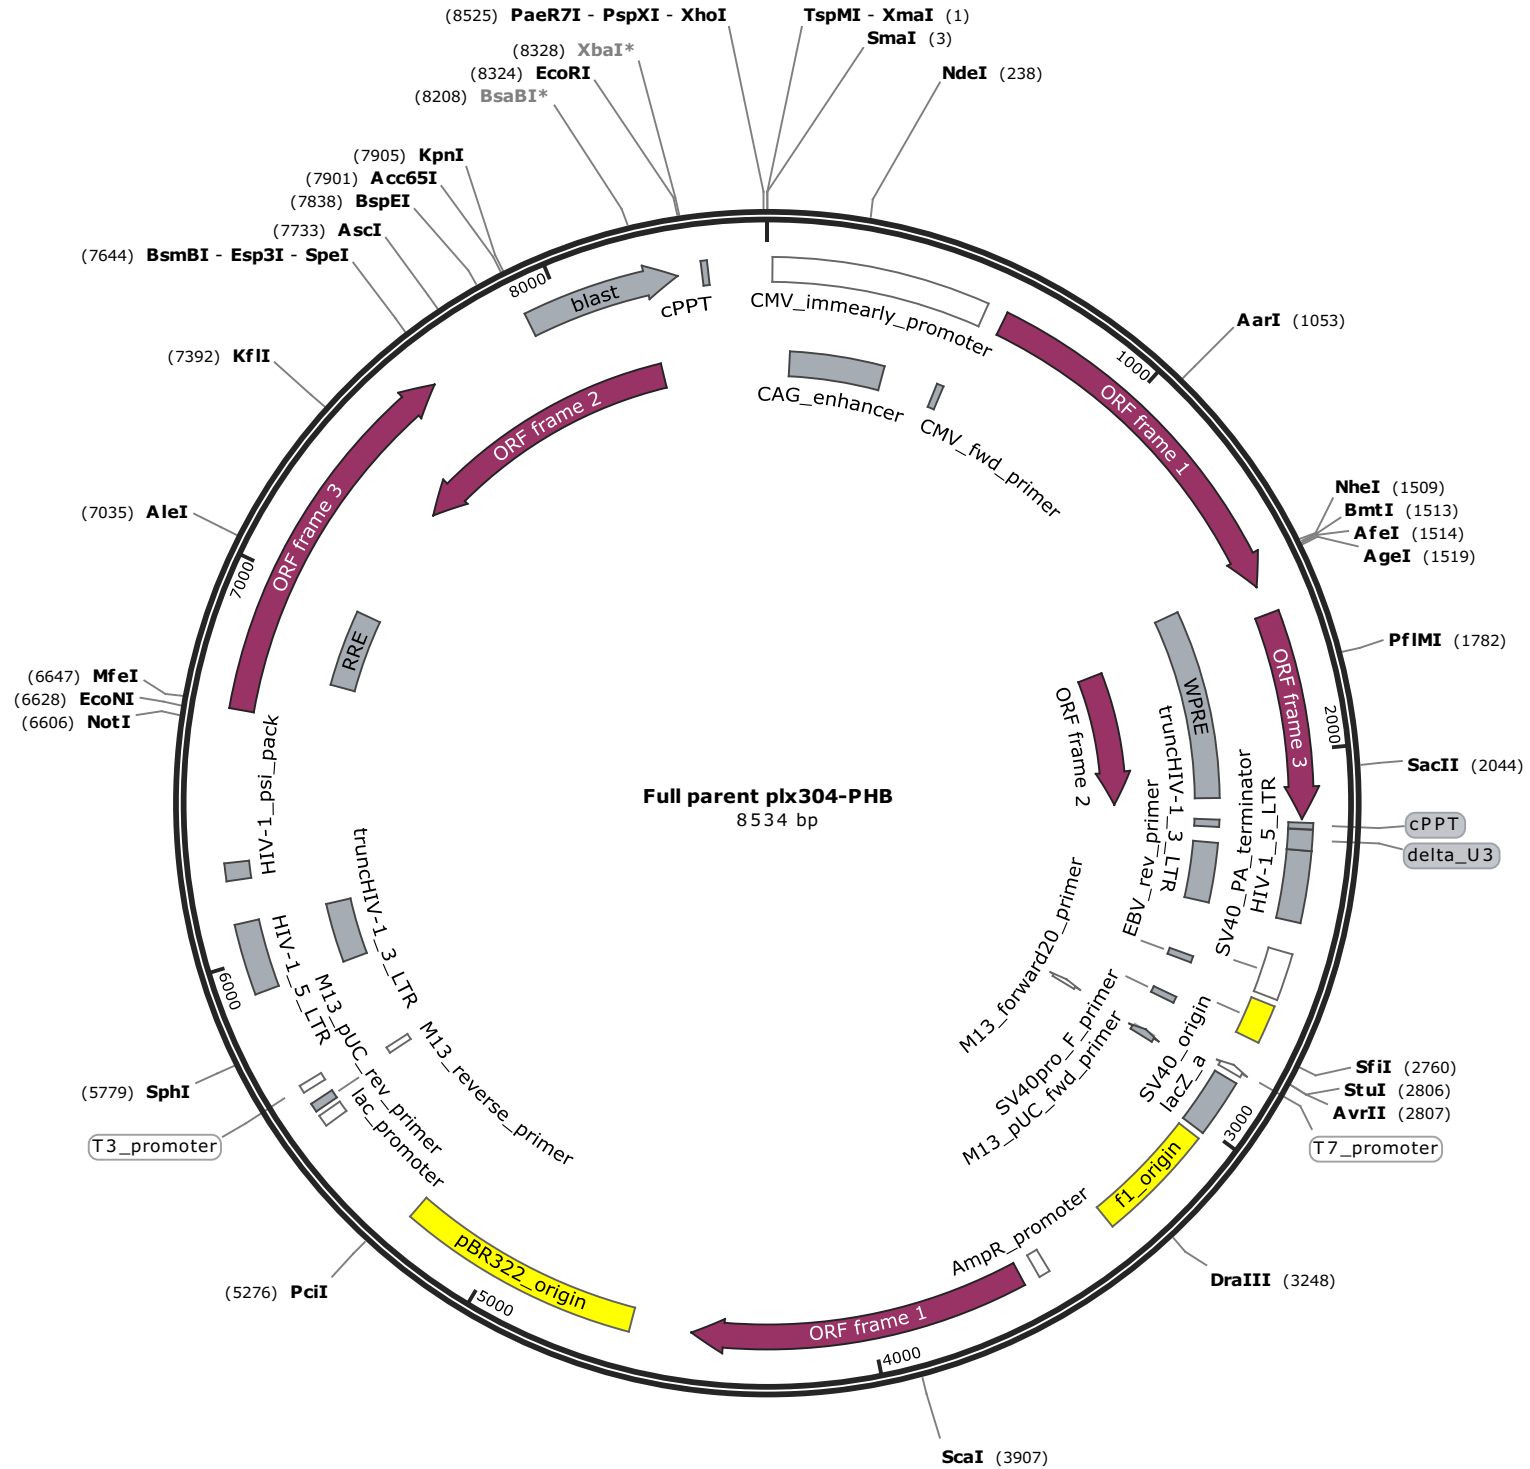 (8525) PaeR7I - PspXI - XhoI
(8328) XbaI*
(8324) EcoRI
(8208) BsaBI*
(7905) KpnI
(7901) Acc65I
(7838) BspEI
(7733) AscI
(7644) BsmBI - Esp3I - SpeI
(7392) KflI
(7035) AleI
(6647) MfeI
(6628) EcoNI
(6606) NotI
(5779) SphI
T3_promoter
(5276) PciI
TspMI - XmaI (1)
SmaI (3)
NdeI (238)
AarI (1053)
NheI (1509)
BmtI (1513)
AfeI (1514)
AgeI (1519)
PflMI (1782)
SacII (2044)
cPPT
delta_U3
SfiI (2760)
StuI (2806)
AvrII (2807)
T7_promoter
DraIII (3248)
ScaI (3907)
1000
2000
3000
4000
5000
6000
7000
8000
blast
cPPT
CMV_immearly_promoter
CAG_enhancer
CMV_fwd_primer
ORF frame 1
ORF frame 3
ORF frame 2
WPRE
truncHIV-1_3_LTR
EBV_rev_primer
SV40_PA_terminator
HIV-1_5_LTR
M13_forward20_primer
SV40pro_F_primer
M13_pUC_fwd_primer
SV40_origin
lacZ_a
f1_origin
AmpR_promoter
ORF frame 1
pBR322_origin
lac_promoter
M13_pUC_rev_primer
M13_reverse_primer
HIV-1_5_LTR
truncHIV-1_3_LTR
HIV-1_psi_pack
RRE
ORF frame 3
ORF frame 2
Full parent plx304-PHB
8534 bp